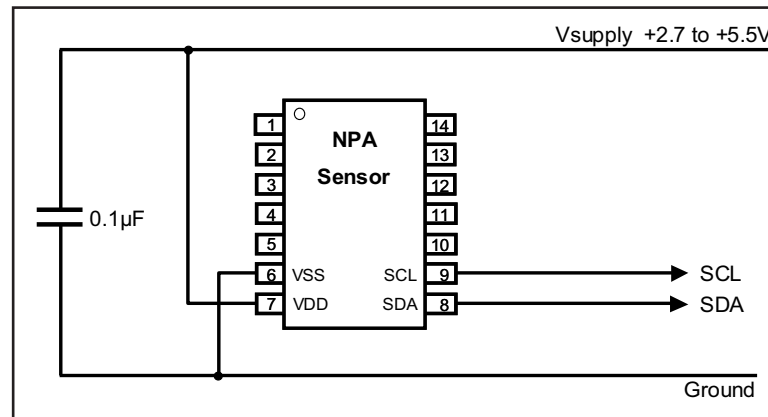 Vsupply +2.7 to +5.5V
1 14
NPA
2 13
Sensor
3 12
4 11
0.1µF
5 10
6 VSS SCL 9 SCL
7 VDD SDA 8 SDA
Ground